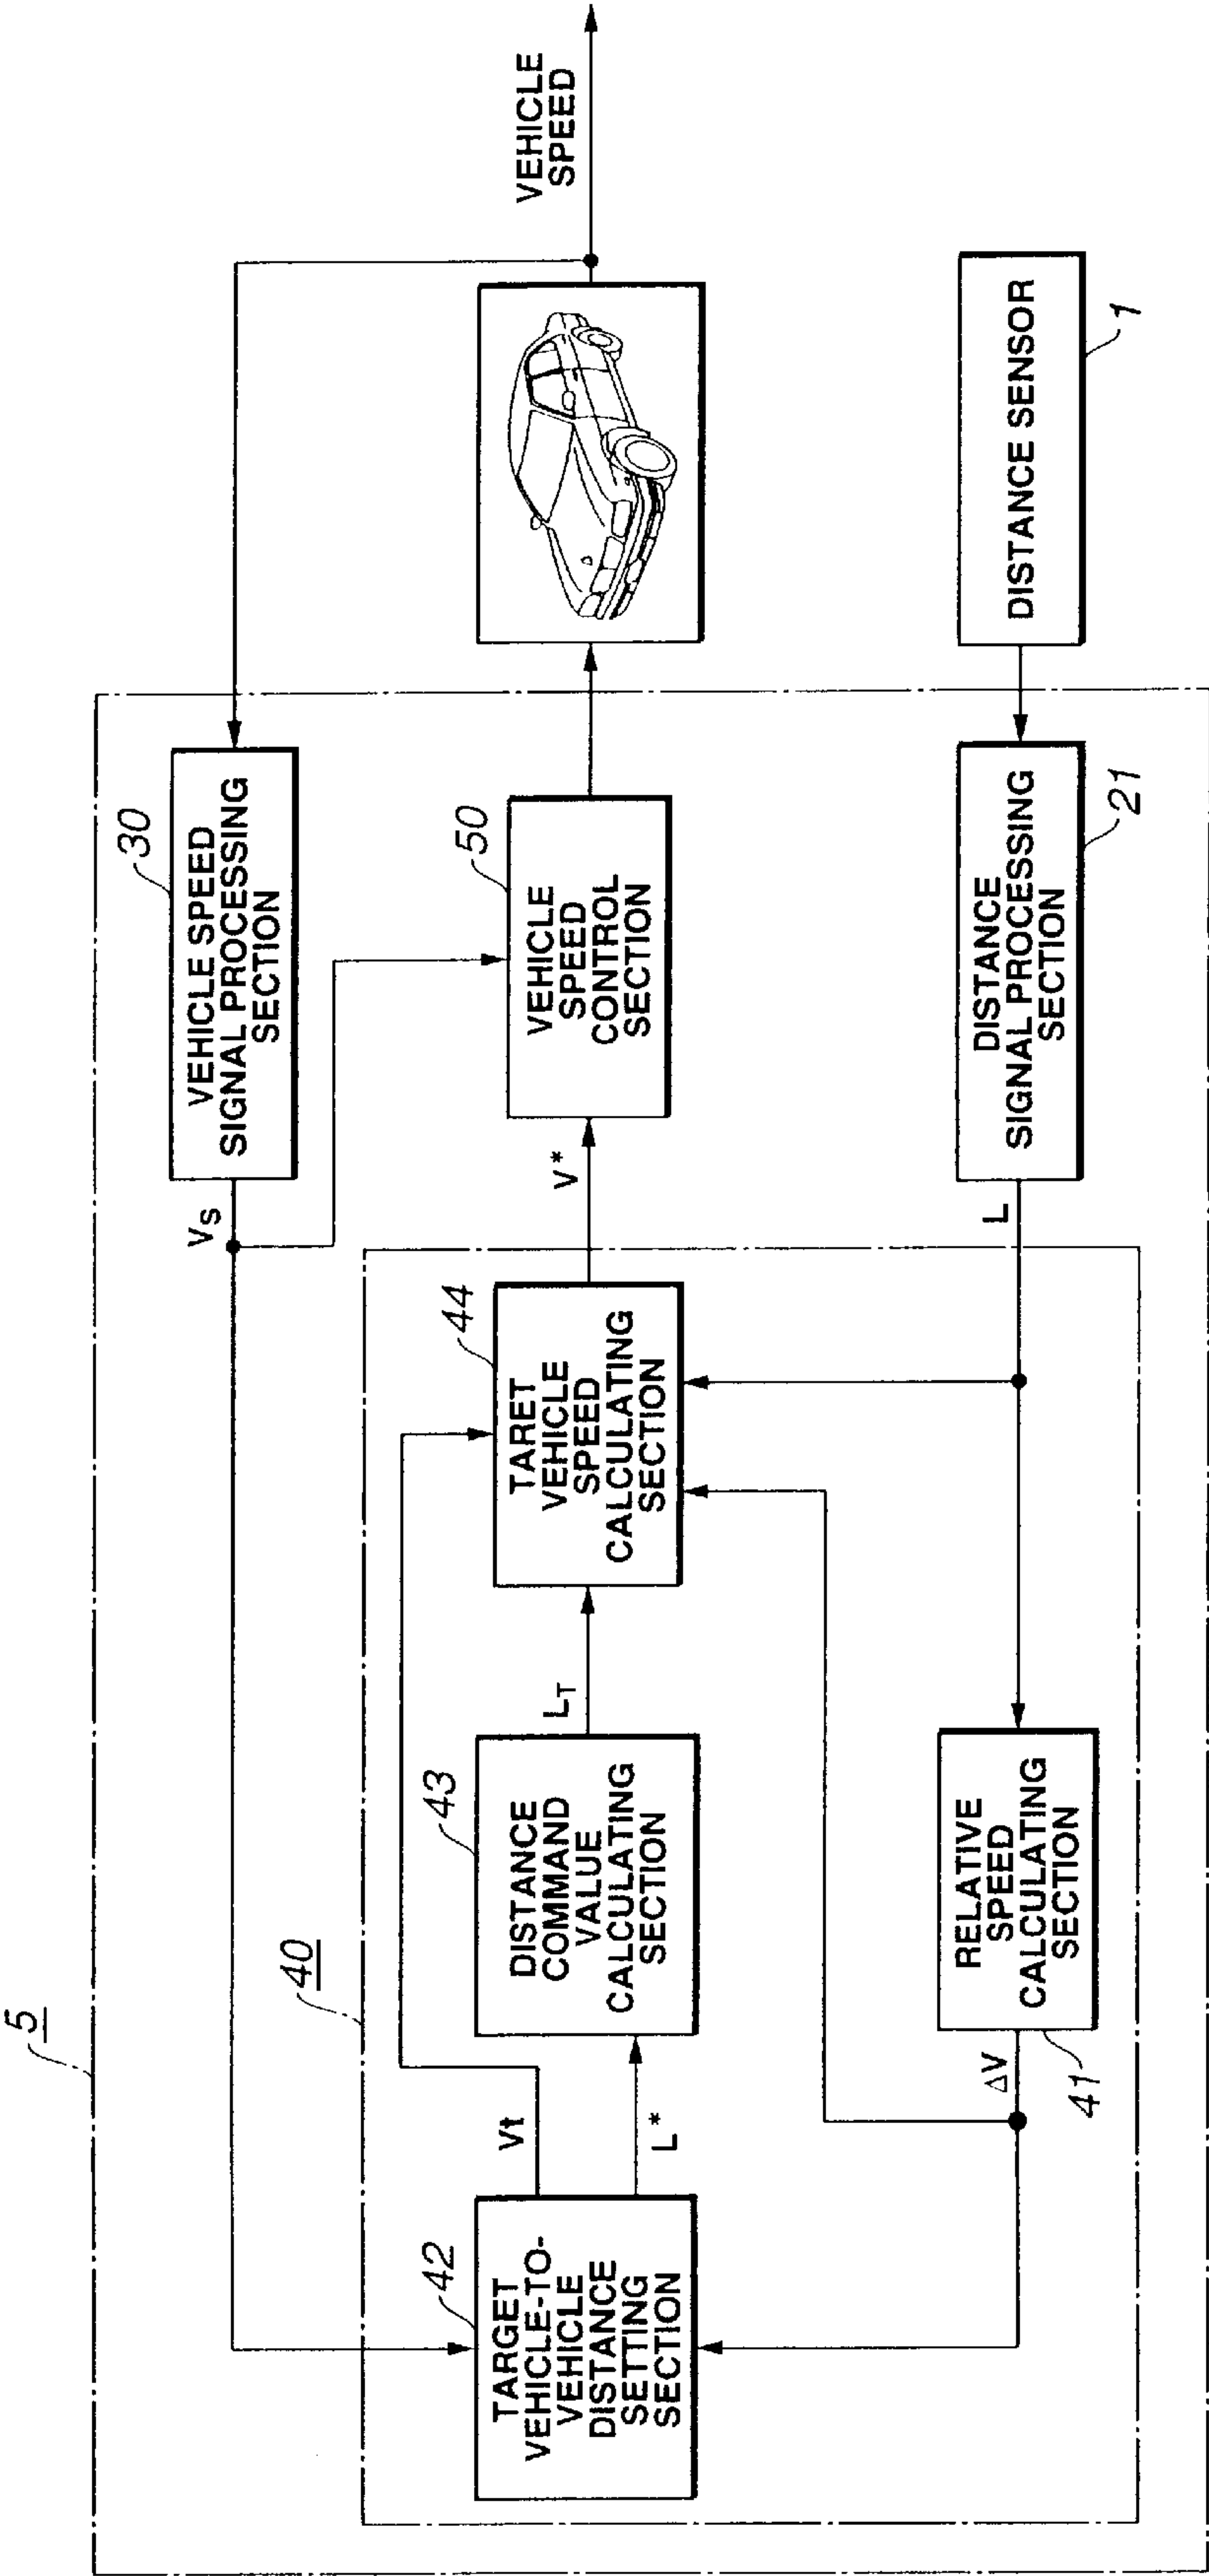 5
30
VEHICLE SPEED
SIGNAL PROCESSING
SECTION
VS
40
42
TARGET
VEHICLE-TO-
VEHICLE
DISTANCE
SETTING
SECTION
Vt
L*
43
DISTANCE
COMMAND
VALUE
CALCULATING
SECTION
LT
44
TARET
VEHICLE
SPEED
CALCULATING
SECTION
V*
50
VEHICLE
SPEED
CONTROL
SECTION
VEHICLE
SPEED
ΔV
41
RELATIVE
SPEED
CALCULATING
SECTION
L
DISTANCE
SIGNAL PROCESSING
SECTION
21
DISTANCE SENSOR
1